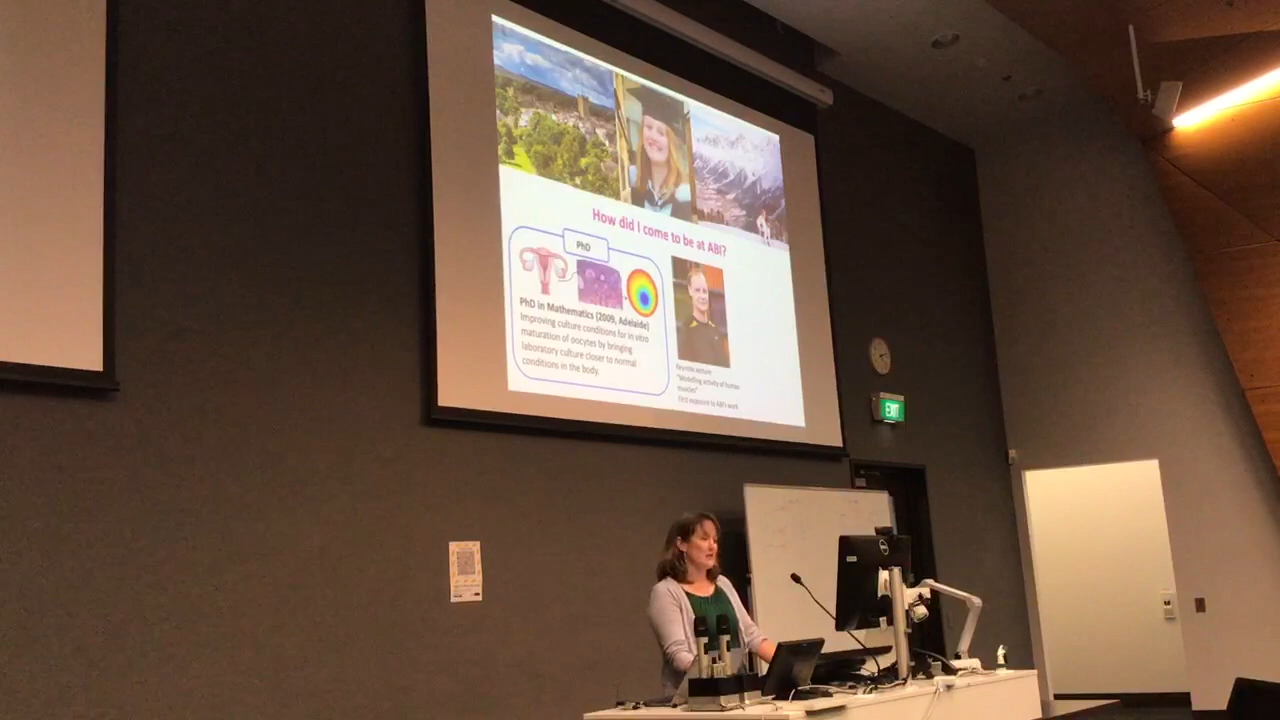 How did I come to be at ABI?
PhD
PhD in Mathematics (2009, Adelaide)
Improving culture conditions for in vitro
maturation of oocytes by bringing
laboratory culture closer to normal
conditions in the body.
Keynote lecture:
"Modelling activity of human
muscles"
First exposure to ABI's work
EXIT
DELL